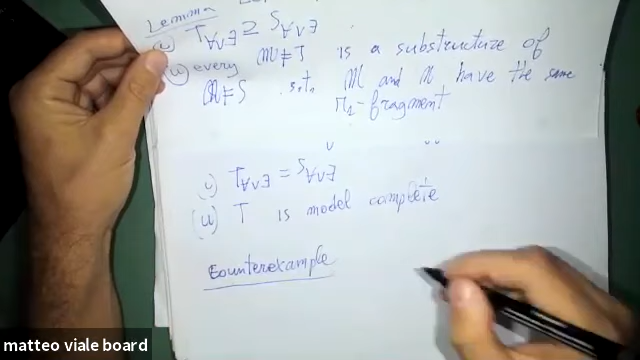 Lemma
(i) T∀∨∃ ⊇ S∀∨∃
(ii) every M ⊨ T is a substructure of
N ⊨ S s.t. M and N have the same
Π1-fragment
(i) T∀∨∃ = S∀∨∃
(ii) T is model complete
Counterexample
matteo viale board